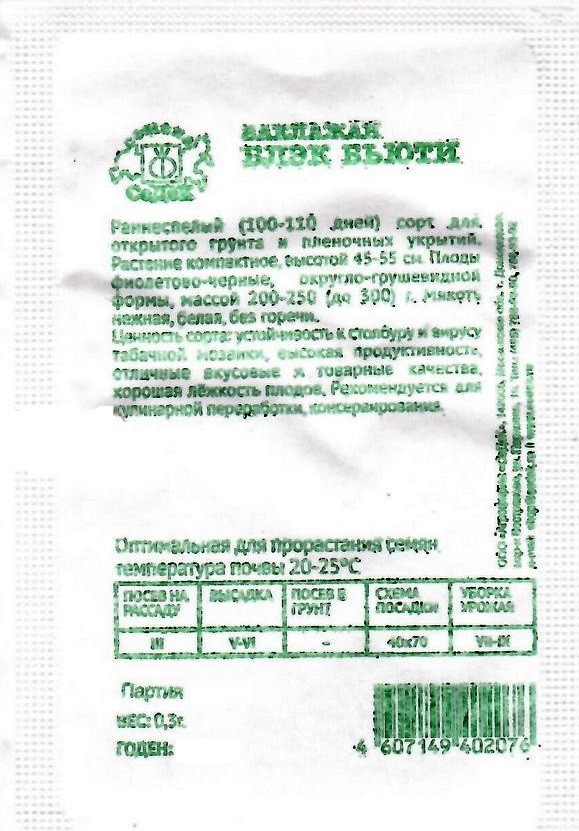 СЕМЕНА
Седек
БАКЛАЖАН
БЛЭК БЬЮТИ
Раннеспелый (100-110 дней) сорт для
открытого грунта и пленочных укрытий.
Растение компактное, высотой 45-55 см. Плоды
фиолетово-черные, округло-грушевидной
формы, массой 200-250 (до 300) г. Мякоть
нежная, белая, без горечи.
Ценность сорта: устойчивость к столбуру и вирусу
табачной мозаики, высокая продуктивность,
отличные вкусовые и товарные качества,
хорошая лёжкость плодов. Рекомендуется для
кулинарной переработки, консервирования.
Оптимальная для прорастания семян
температура почвы 20-25°С
ПОСЕВ НА РАССАДУ ВЫСАДКА ПОСЕВ В ГРУНТ СХЕМА ПОСАДКИ УБОРКА УРОЖАЯ
III V-VI - 40x70 VII-IX
Партия
ВЕС: 0,3г.
ГОДЕН:
4 607149 402076